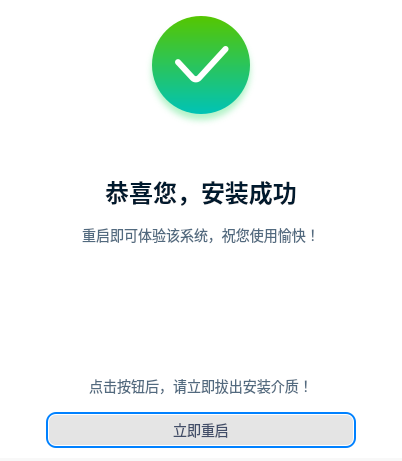 恭喜您，安装成功
重启即可体验该系统，祝您使用愉快！
点击按钮后，请立即拔出安装介质！
立即重启